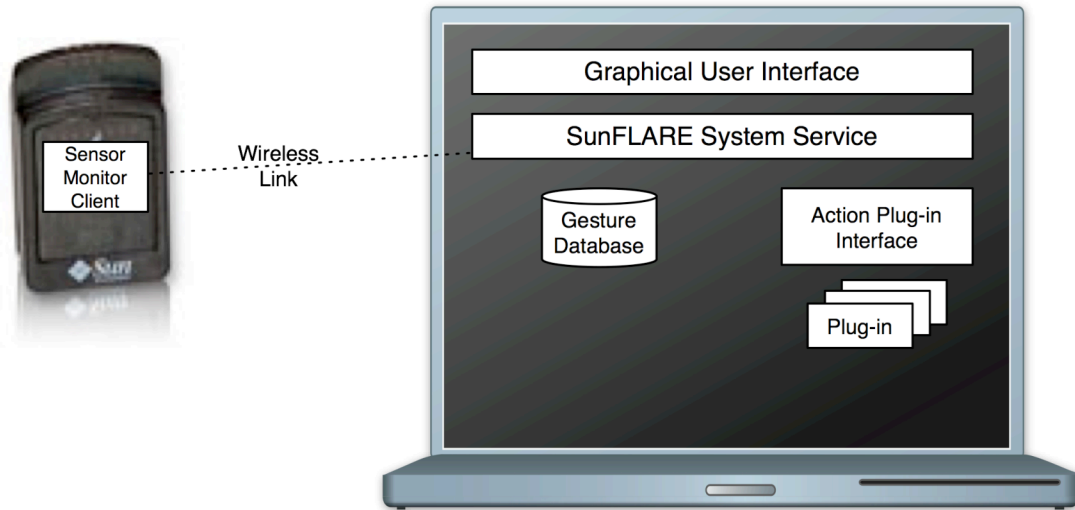 Graphical User Interface
SunFLARE System Service
Sensor
Monitor
Client
Wireless
Link
Gesture
Database
Action Plug-in
Interface
Plug-in
Sun